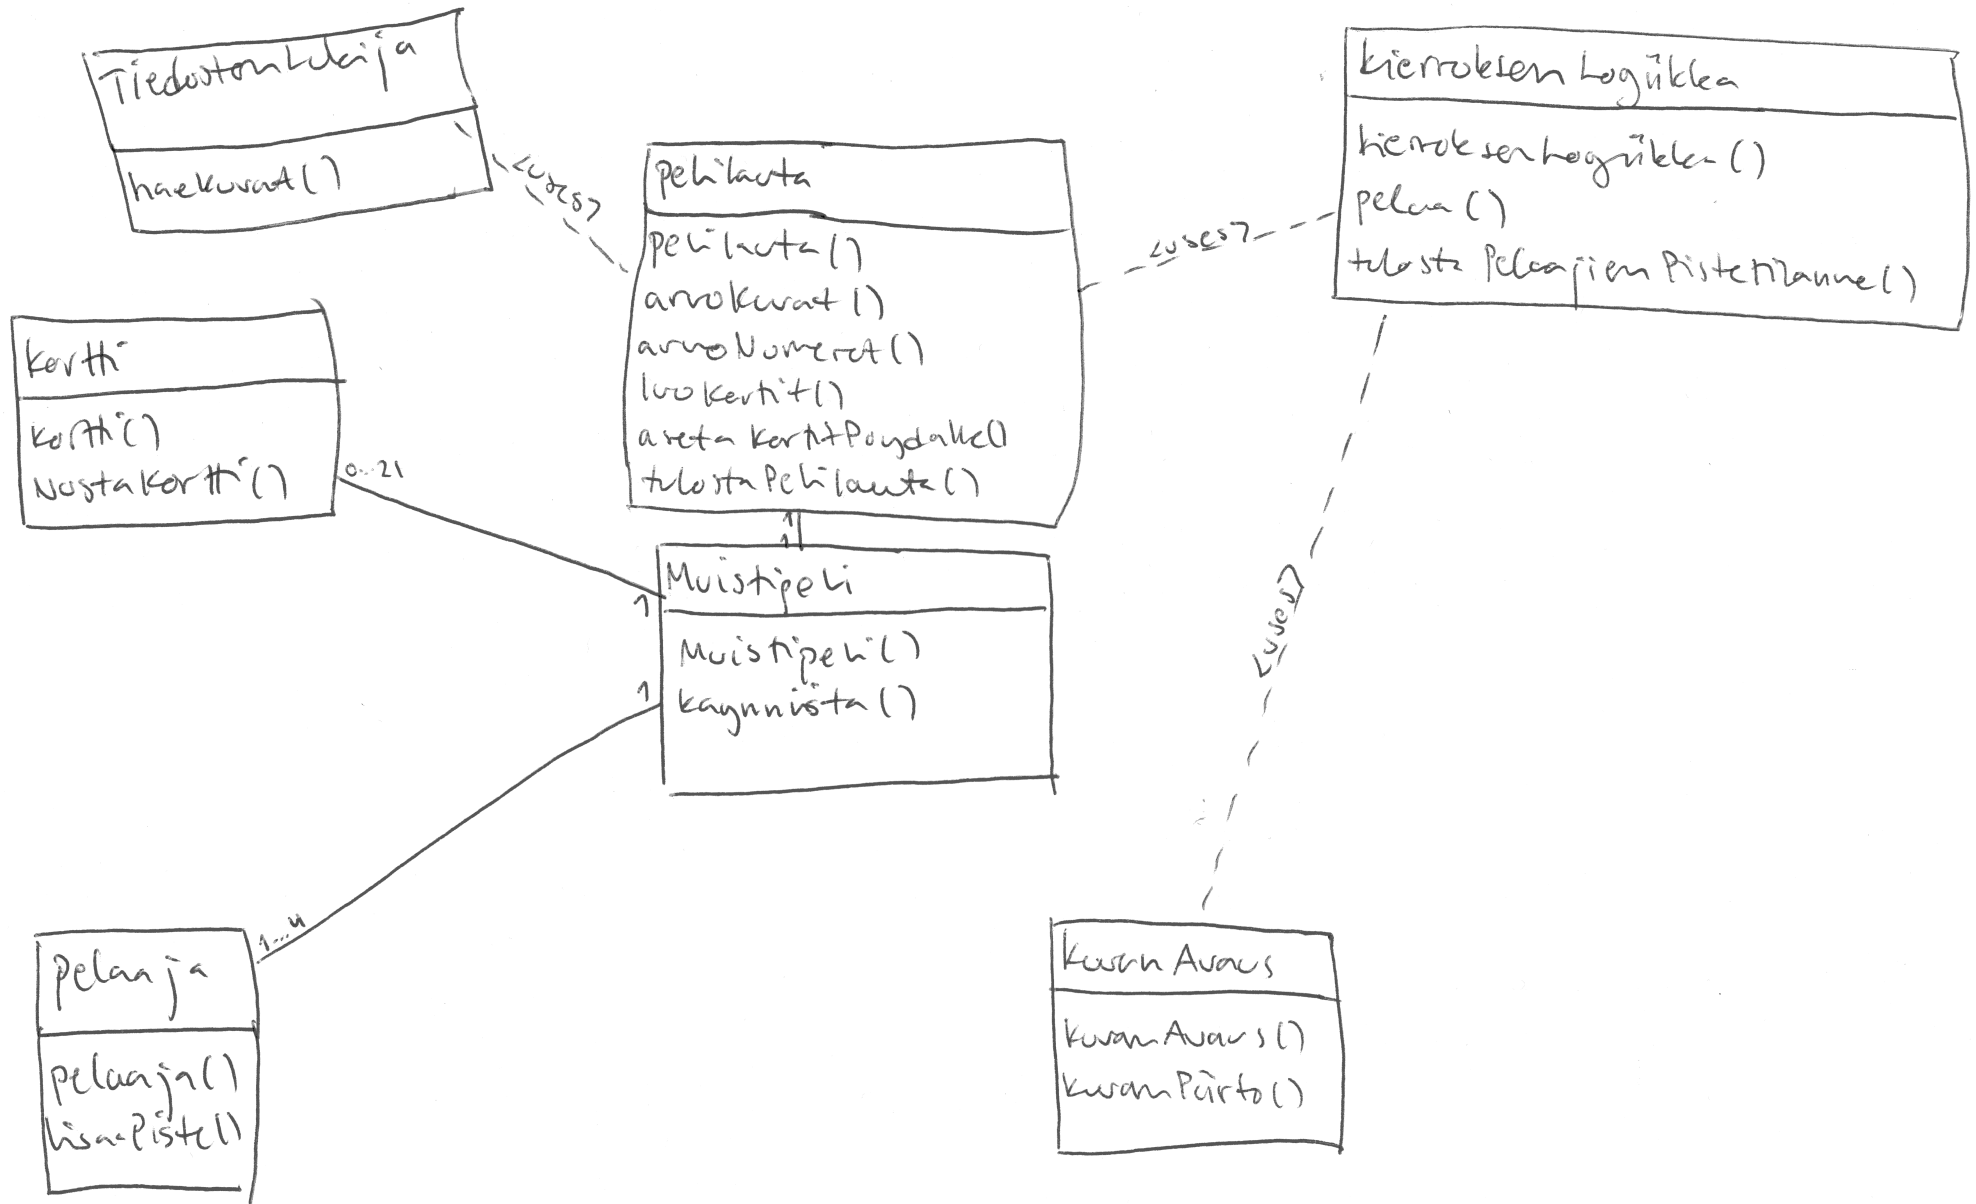 TiedostonLukija
haeKuvat()
<uses>
pelilauta
pelilauta()
arvoKuvat()
arvoNumerot()
luoKortit()
asetaKortitPoydalle()
tulostaPelilauta()
<uses>
kierroksenLogiikka
kierroksenLogiikka()
pelaa()
tulostaPelaajienPistetilanne()
kortti
kortti()
NostaKortti()
0...21
1
1
1
Muistipeli
Muistipeli()
kaynnista()
1
<uses>
1...4
pelaaja
pelaaja()
lisaaPiste()
kuvanAvaus
kuvanAvaus()
kuvanPiirto()